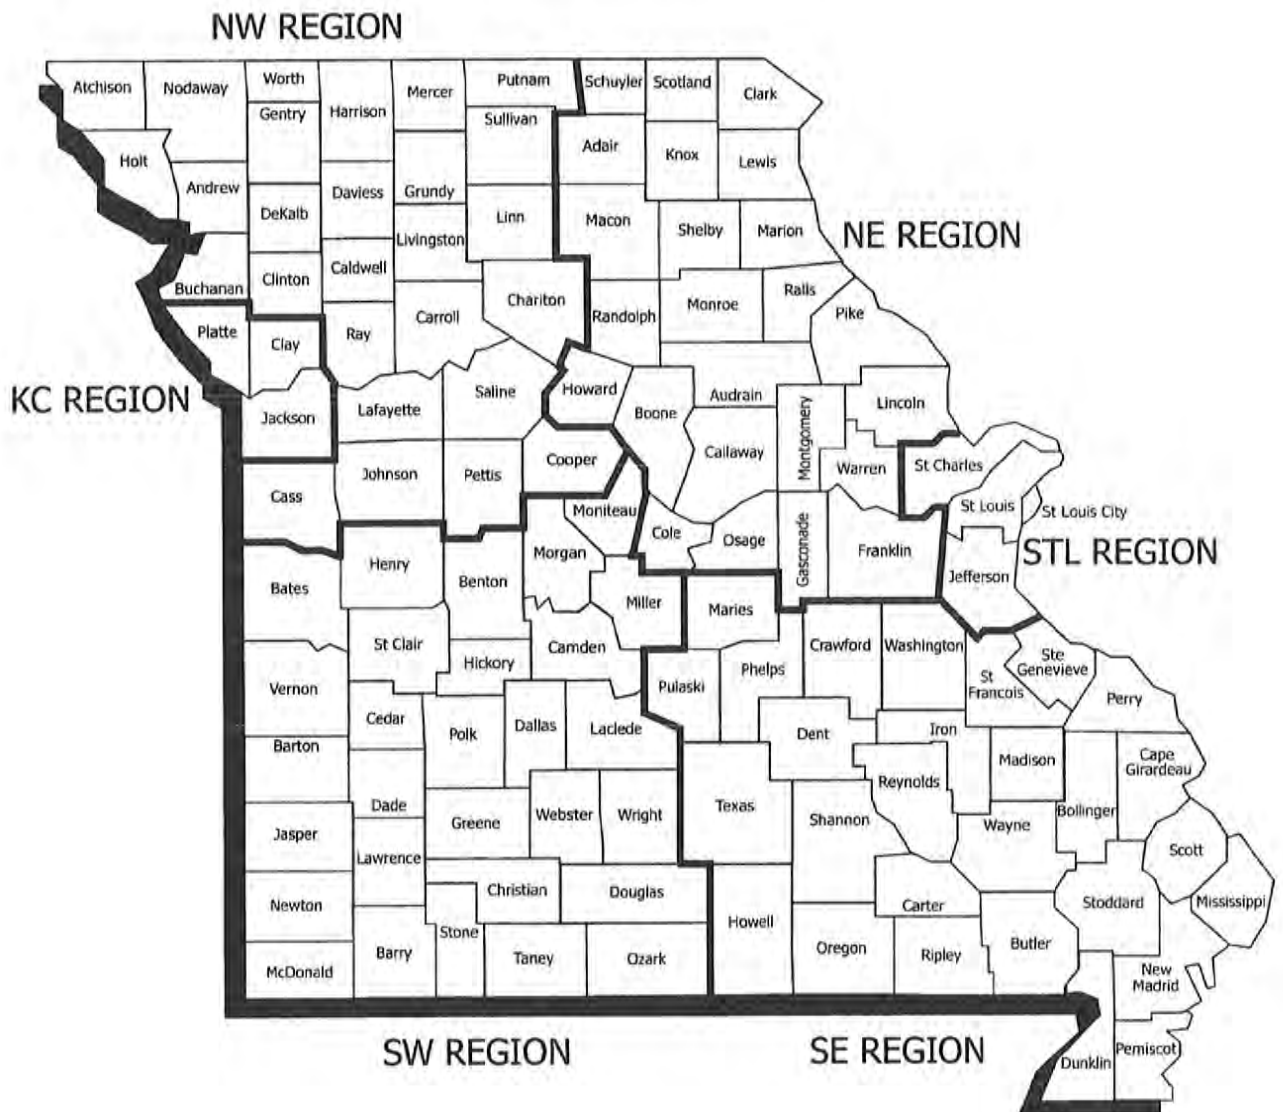 NW REGION
Atchison
Nodaway
Worth
Gentry
Harrison
Mercer
Putnam
Sullivan
Schuyler
Scotland
Clark
Adair
Knox
Lewis
Holt
Andrew
DeKalb
Daviess
Grundy
Linn
Macon
Shelby
Marion
NE REGION
Livingston
Buchanan
Clinton
Caldwell
Chariton
Randolph
Monroe
Ralls
Pike
Platte
Clay
Ray
Carroll
KC REGION
Jackson
Lafayette
Saline
Howard
Boone
Audrain
Montgomery
Lincoln
Callaway
Warren
St Charles
Cass
Johnson
Pettis
Cooper
Moniteau
Cole
Osage
Gasconade
Franklin
St Louis
St Louis City
STL REGION
Jefferson
Bates
Henry
Benton
Morgan
Miller
Maries
St Clair
Hickory
Camden
Pulaski
Phelps
Crawford
Washington
St
Francois
Ste
Genevieve
Perry
Vernon
Cedar
Polk
Dallas
Laclede
Dent
Iron
Madison
Cape
Girardeau
Barton
Dade
Reynolds
Bollinger
Jasper
Greene
Webster
Wright
Texas
Shannon
Wayne
Scott
Lawrence
Christian
Douglas
Newton
Howell
Carter
Stoddard
Mississippi
McDonald
Barry
Stone
Taney
Ozark
Oregon
Ripley
Butler
New
Madrid
SW REGION
SE REGION
Dunklin
Pemiscot